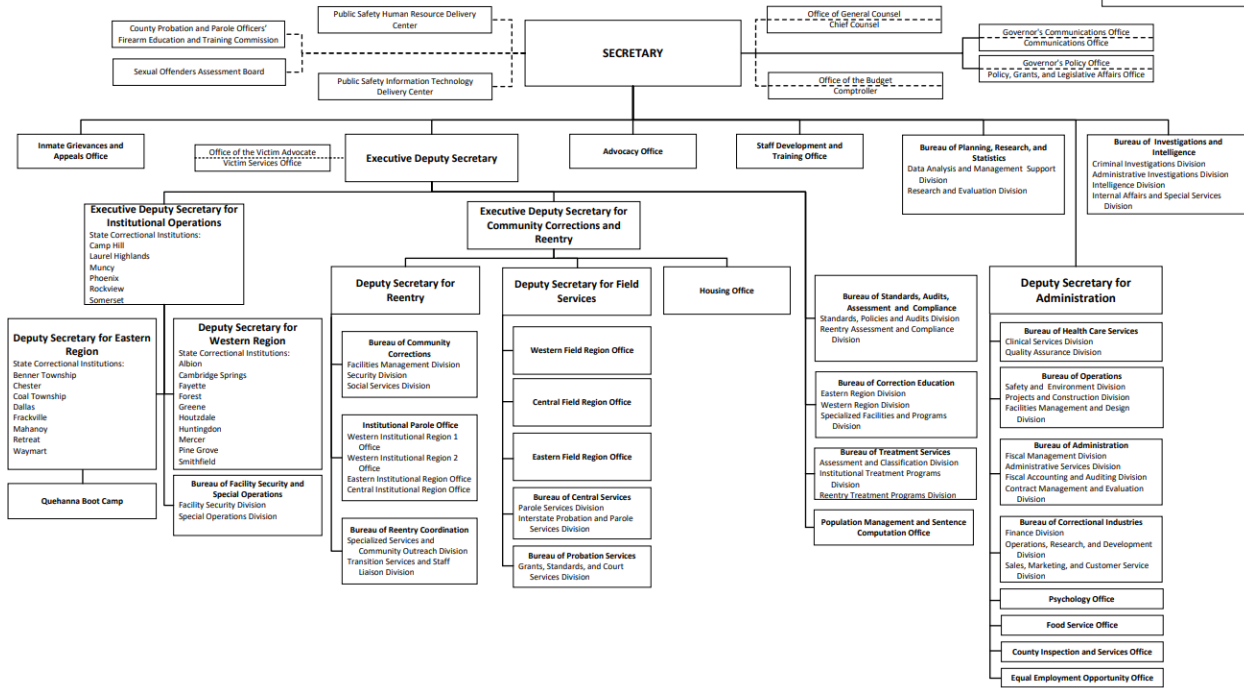 Public Safety Human Resource Delivery
Center
Office of General Counsel
Chief Counsel
County Probation and Parole Officers'
Firearm Education and Training Commission
SECRETARY
Governor's Communications Office
Communications Office
Sexual Offenders Assessment Board
Governor's Policy Office
Policy, Grants, and Legislative Affairs Office
Public Safety Information Technology
Delivery Center
Office of the Budget
Comptroller
Inmate Grievances and
Appeals Office
Office of the Victim Advocate
Victim Services Office
Executive Deputy Secretary
Advocacy Office
Staff Development and
Training Office
Bureau of Planning, Research, and
Statistics
Data Analysis and Management Support
Division
Research and Evaluation Division
Bureau of Investigations and
Intelligence
Criminal Investigations Division
Administrative Investigations Division
Intelligence Division
Internal Affairs and Special Services
Division
Executive Deputy Secretary for
Institutional Operations
State Correctional Institutions:
Camp Hill
Laurel Highlands
Muncy
Phoenix
Rockview
Somerset
Executive Deputy Secretary for
Community Corrections and
Reentry
Deputy Secretary for Eastern
Region
State Correctional Institutions:
Benner Township
Chester
Coal Township
Dallas
Frackville
Mahanoy
Retreat
Waymart
Quehanna Boot Camp
Deputy Secretary for
Western Region
State Correctional Institutions:
Albion
Cambridge Springs
Fayette
Forest
Greene
Houtzdale
Huntingdon
Mercer
Pine Grove
Smithfield
Bureau of Facility Security and
Special Operations
Facility Security Division
Special Operations Division
Deputy Secretary for
Reentry
Bureau of Community
Corrections
Facilities Management Division
Security Division
Social Services Division
Institutional Parole Office
Western Institutional Region 1
Office
Western Institutional Region 2
Office
Eastern Institutional Region Office
Central Institutional Region Office
Bureau of Reentry Coordination
Specialized Services and
Community Outreach Division
Transition Services and Staff
Liaison Division
Deputy Secretary for Field
Services
Western Field Region Office
Central Field Region Office
Eastern Field Region Office
Bureau of Central Services
Parole Services Division
Interstate Probation and Parole
Services Division
Bureau of Probation Services
Grants, Standards, and Court
Services Division
Housing Office
Bureau of Standards, Audits,
Assessment and Compliance
Standards, Policies and Audits Division
Reentry Assessment and Compliance
Division
Bureau of Correction Education
Eastern Region Division
Western Region Division
Specialized Facilities and Programs
Division
Bureau of Treatment Services
Assessment and Classification Division
Institutional Treatment Programs
Division
Reentry Treatment Programs Division
Population Management and Sentence
Computation Office
Deputy Secretary for
Administration
Bureau of Health Care Services
Clinical Services Division
Quality Assurance Division
Bureau of Operations
Safety and Environment Division
Projects and Construction Division
Facilities Management and Design
Division
Bureau of Administration
Fiscal Management Division
Administrative Services Division
Fiscal Accounting and Auditing Division
Contract Management and Evaluation
Division
Bureau of Correctional Industries
Finance Division
Operations, Research, and Development
Division
Sales, Marketing, and Customer Service
Division
Psychology Office
Food Service Office
County Inspection and Services Office
Equal Employment Opportunity Office